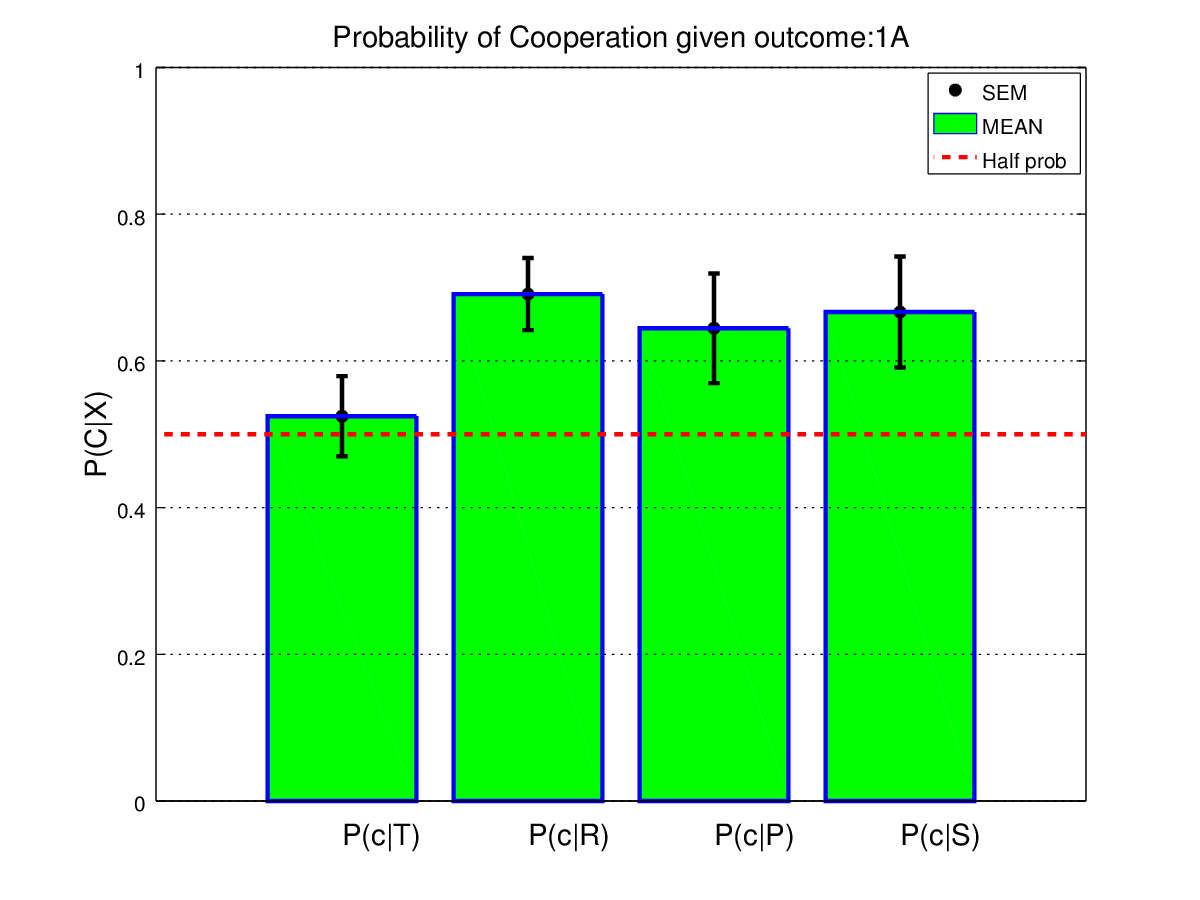 Probability of Cooperation given outcome:1A
SEM
MEAN
Half prob
P(C|X)
1
0.8
0.6
0.4
0.2
0
P(c|T)
P(c|R)
P(c|P)
P(c|S)